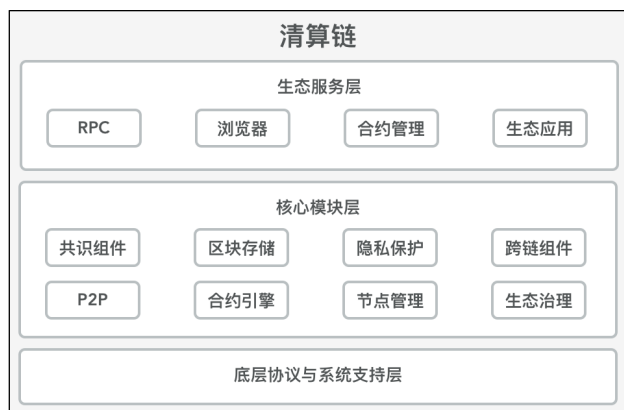 清算链
生态服务层
RPC 浏览器 合约管理 生态应用
核心模块层
共识组件 区块存储 隐私保护 跨链组件
P2P 合约引擎 节点管理 生态治理
底层协议与系统支持层